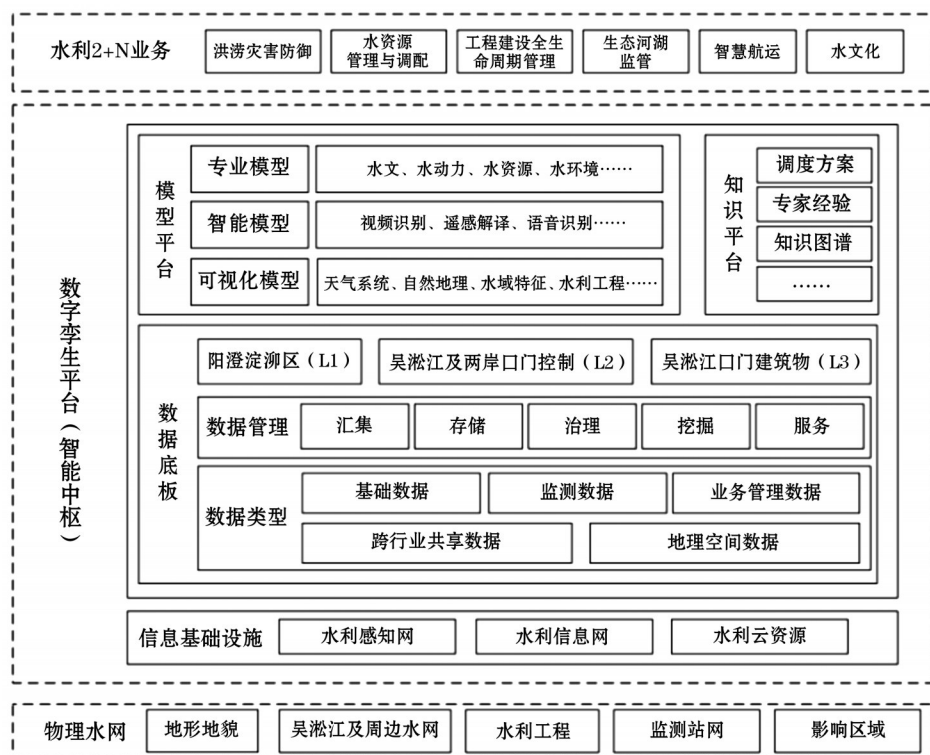 水利2+N业务
洪涝灾害防御
水资源
管理与调配
工程建设全生
命周期管理
生态河湖
监管
智慧航运
水文化
数字孪生平台(智能中枢)
模型平台
专业模型
水文、水动力、水资源、水环境……
智能模型
视频识别、遥感解译、语音识别……
可视化模型
天气系统、自然地理、水域特征、水利工程……
知识平台
调度方案
专家经验
知识图谱
……
数据底板
阳澄淀泖区(L1)
吴淞江及两岸口门控制(L2)
吴淞江口门建筑物(L3)
数据管理
汇集
存储
治理
挖掘
服务
数据类型
基础数据
监测数据
业务管理数据
跨行业共享数据
地理空间数据
信息基础设施
水利感知网
水利信息网
水利云资源
物理水网
地形地貌
吴淞江及周边水网
水利工程
监测站网
影响区域